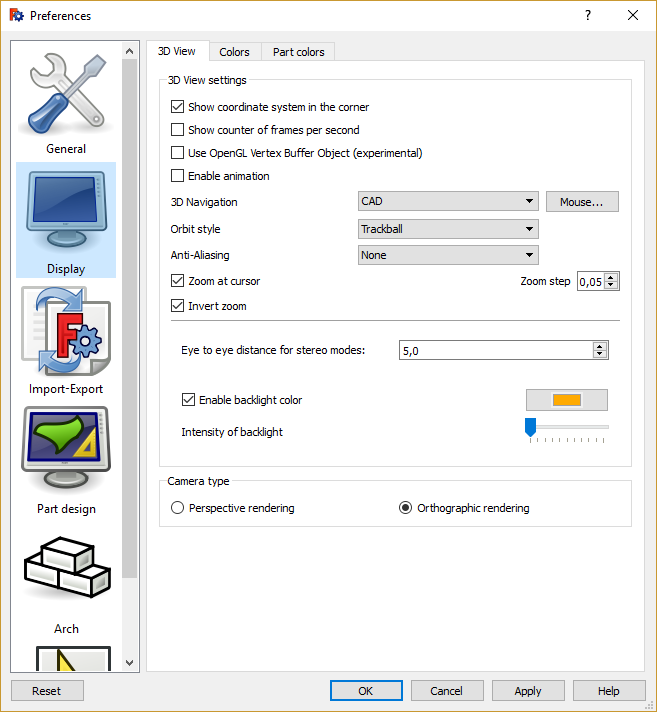 Preferences
?
General
Display
Import-Export
Part design
Arch
3D View Colors Part colors
3D View settings
Show coordinate system in the corner
Show counter of frames per second
Use OpenGL Vertex Buffer Object (experimental)
Enable animation
3D Navigation CAD Mouse...
Orbit style Trackball
Anti-Aliasing None
Zoom at cursor Zoom step 0,05
Invert zoom
Eye to eye distance for stereo modes: 5,0
Enable backlight color
Intensity of backlight
Camera type
Perspective rendering Orthographic rendering
Reset OK Cancel Apply Help